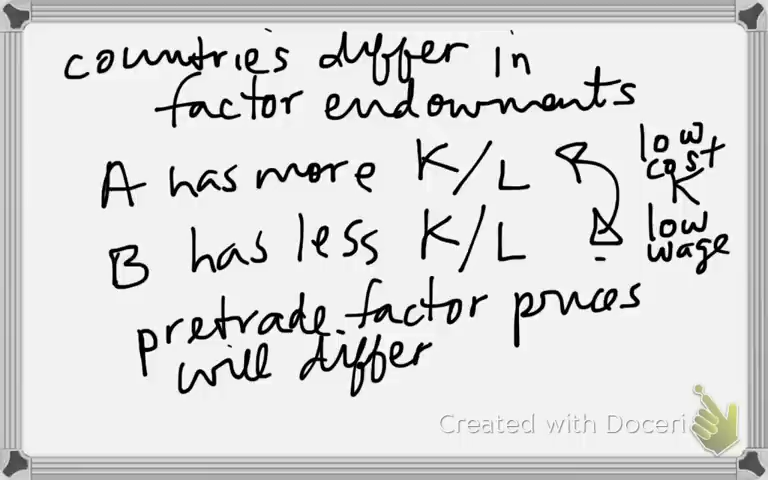 countries differ in
factor endowments
A has more K/L
low
cost
K
B has less K/L
low
wage
pretrade factor prices
will differ
Created with Doceri